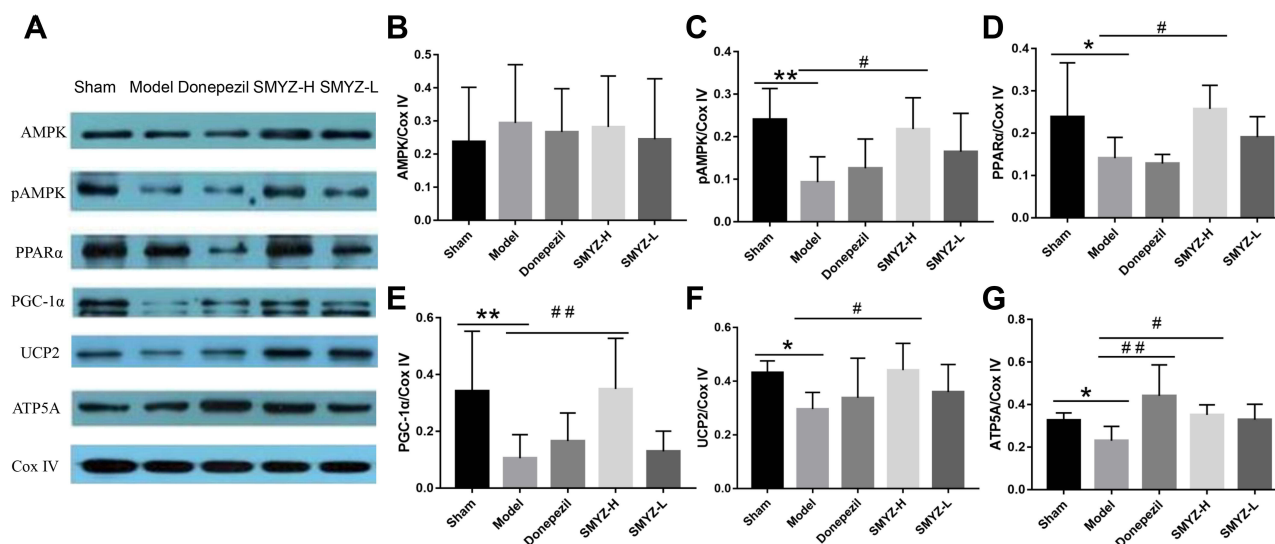 A
Sham Model Donepezil SMYZ-H SMYZ-L
AMPK
pAMPK
PPARα
PGC-1α
UCP2
ATP5A
Cox IV
B
AMPK/Cox IV
0.8
0.6
0.4
0.2
0.0
Sham
Model
Donepezil
SMYZ-H
SMYZ-L
C
pAMPK/Cox IV
0.4
0.3
0.2
0.1
0.0
**
#
Sham
Model
Donepezil
SMYZ-H
SMYZ-L
D
PPARα/Cox IV
0.4
0.3
0.2
0.1
0.0
*
#
Sham
Model
Donepezil
SMYZ-H
SMYZ-L
E
PGC-1α/Cox IV
0.6
0.4
0.2
0.0
**
##
Sham
Model
Donepezil
SMYZ-H
SMYZ-L
F
UCP2/Cox IV
0.6
0.4
0.2
0.0
*
#
Sham
Model
Donepezil
SMYZ-H
SMYZ-L
G
ATP5A/Cox IV
0.8
0.6
0.4
0.2
0.0
*
##
#
Sham
Model
Donepezil
SMYZ-H
SMYZ-L